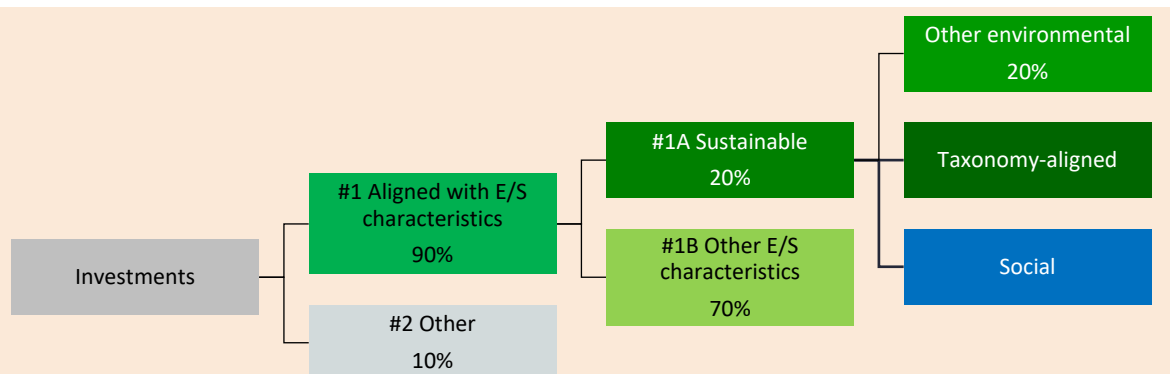 Investments
#1 Aligned with E/S
characteristics
90%
#2 Other
10%
#1A Sustainable
20%
#1B Other E/S
characteristics
70%
Other environmental
20%
Taxonomy-aligned
Social